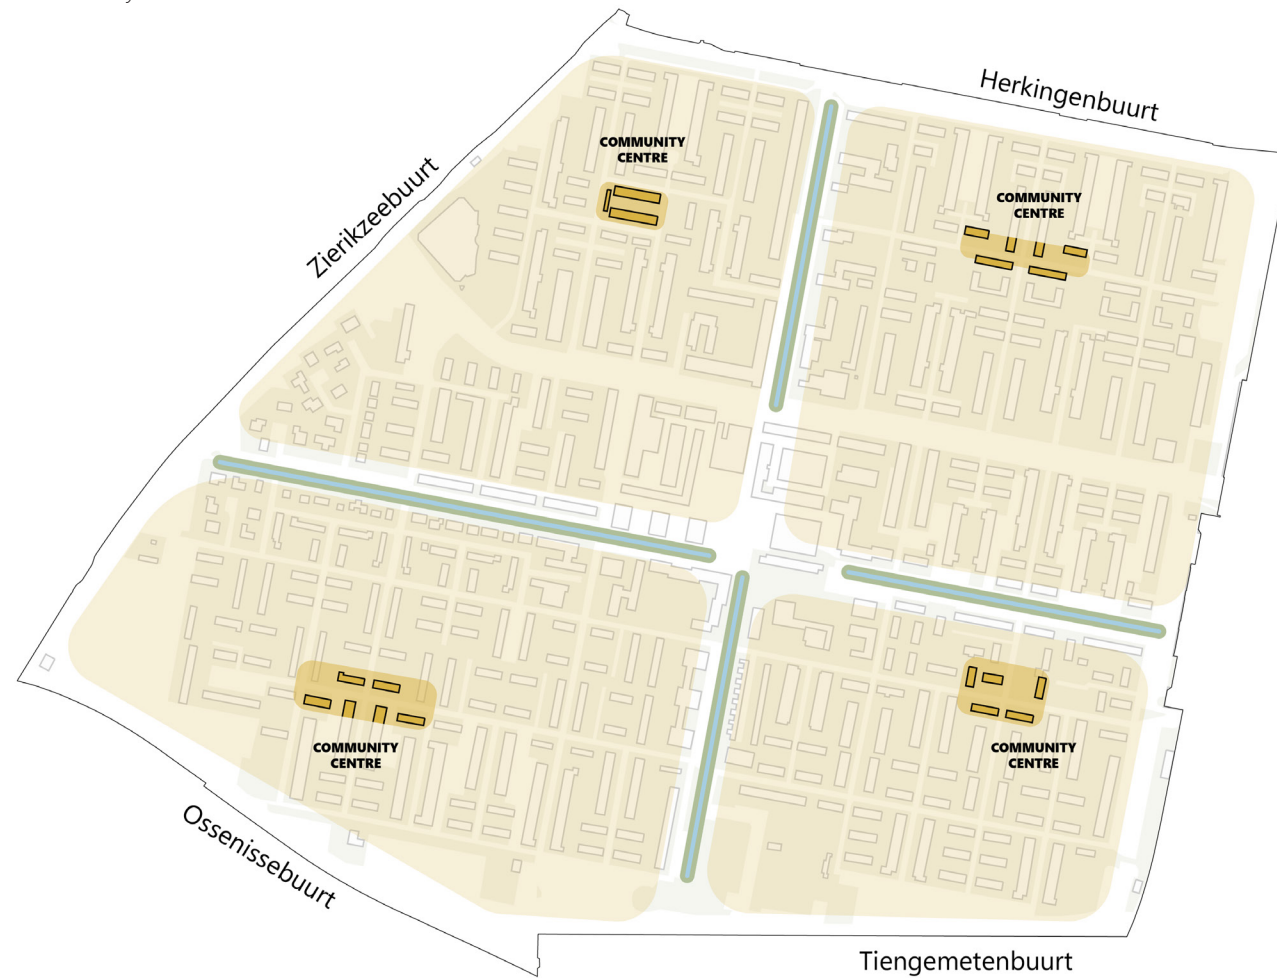 Herkingenbuurt
COMMUNITY
CENTRE
Zierikzeebuurt
COMMUNITY
CENTRE
COMMUNITY
CENTRE
COMMUNITY
CENTRE
Ossenissebuurt
Tiengemetenbuurt